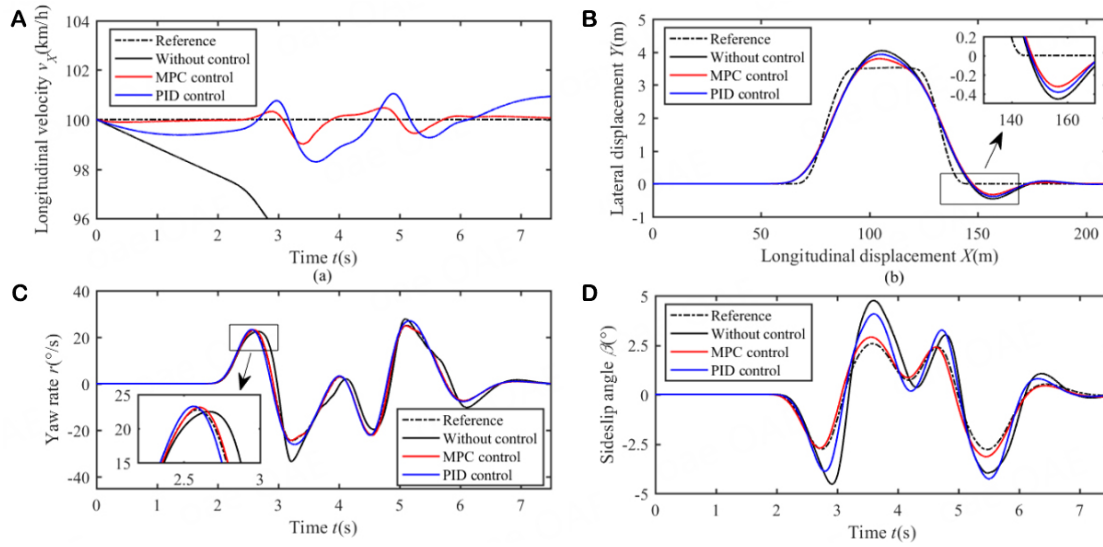 A
104
102
100
98
96
Longitudinal velocity v_X(km/h)
Reference
Without control
MPC control
PID control
0 1 2 3 4 5 6 7
Time t(s)
(a)
B
5
4
3
2
1
0
-1
Lateral displacement Y(m)
Reference
Without control
MPC control
PID control
0.2
0
-0.2
-0.4
140 160
0 50 100 150 200
Longitudinal displacement X(m)
(b)
C
40
20
0
-20
-40
Yaw rate r(°/s)
25
20
15
2.5 3
Reference
Without control
MPC control
PID control
0 1 2 3 4 5 6 7
Time t(s)
D
5
2.5
0
-2.5
-5
Sideslip angle β(°)
Reference
Without control
MPC control
PID control
0 1 2 3 4 5 6 7
Time t(s)